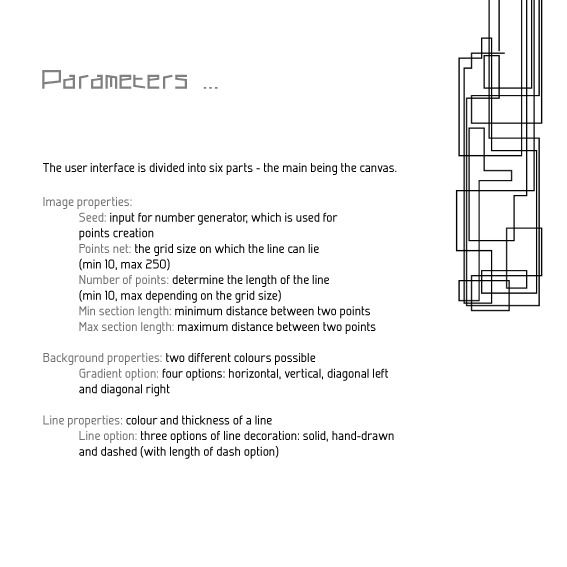 Parameters ...
The user interface is divided into six parts - the main being the canvas.
Image properties:
Seed: input for number generator, which is used for
points creation
Points net: the grid size on which the line can lie
(min 10, max 250)
Number of points: determine the length of the line
(min 10, max depending on the grid size)
Min section length: minimum distance between two points
Max section length: maximum distance between two points
Background properties: two different colours possible
Gradient option: four options: horizontal, vertical, diagonal left
and diagonal right
Line properties: colour and thickness of a line
Line option: three options of line decoration: solid, hand-drawn
and dashed (with length of dash option)